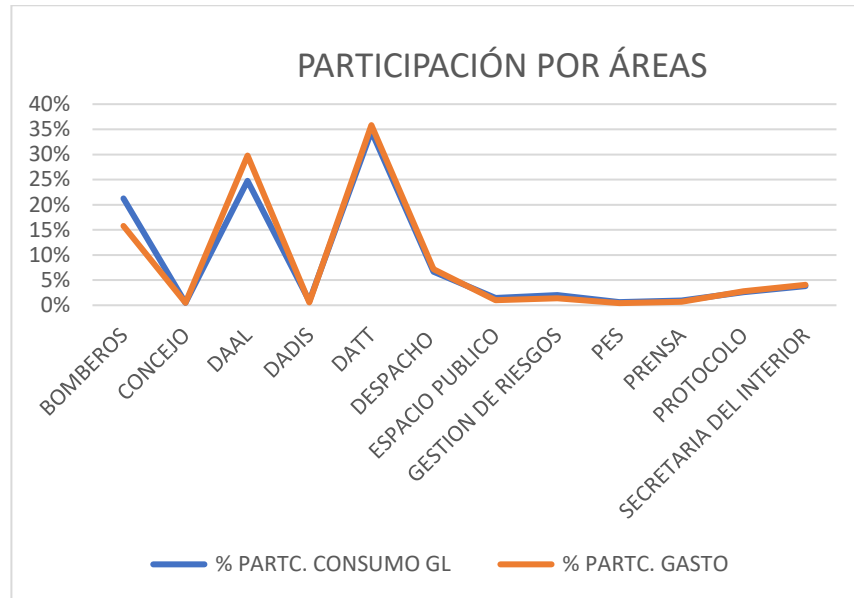 PARTICIPACIÓN POR ÁREAS
40%
35%
30%
25%
20%
15%
10%
5%
0%
BOMBEROS
CONCEJO
DAAL
DADIS
DATT
DESPACHO
ESPACIO PUBLICO
GESTION DE RIESGOS
PES
PRENSA
PROTOCOLO
SECRETARIA DEL INTERIOR
% PARTC. CONSUMO GL
% PARTC. GASTO